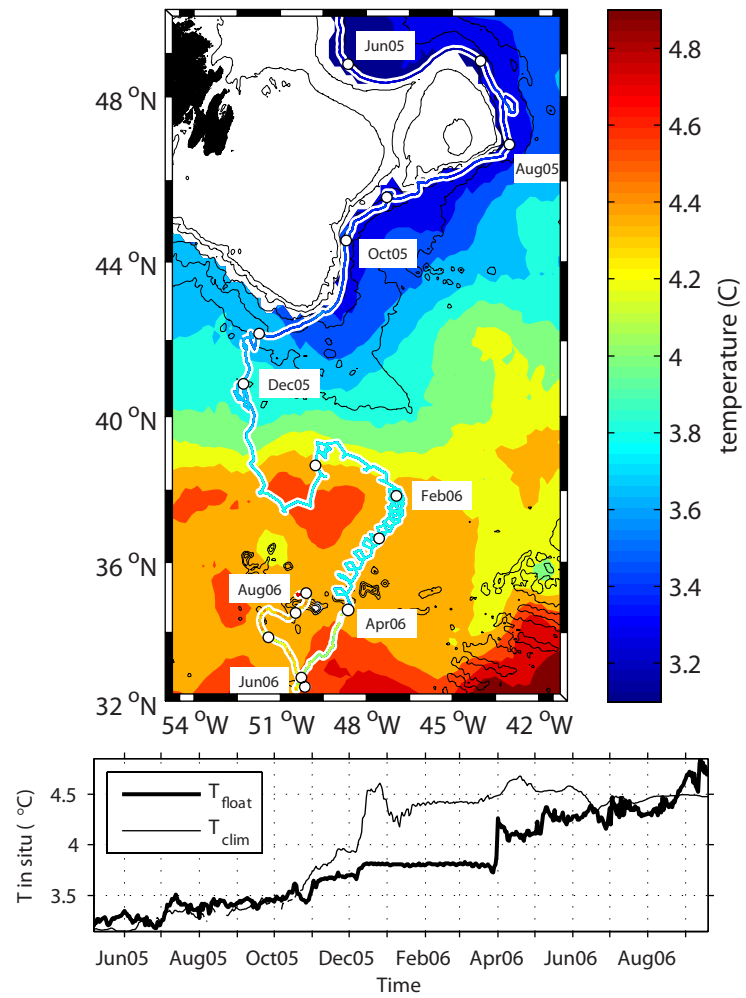 Jun05
48 °N
Aug05
Oct05
44 °N
Dec05
40 °N
Feb06
36 °N
Aug06
Apr06
Jun06
32 °N
54 °W 51 °W 48 °W 45 °W 42 °W
4.8
4.6
4.4
4.2
4
3.8
3.6
3.4
3.2
temperature (C)
T float
T clim
4.5
4
3.5
T in situ ( °C)
Jun05 Aug05 Oct05 Dec05 Feb06 Apr06 Jun06 Aug06
Time